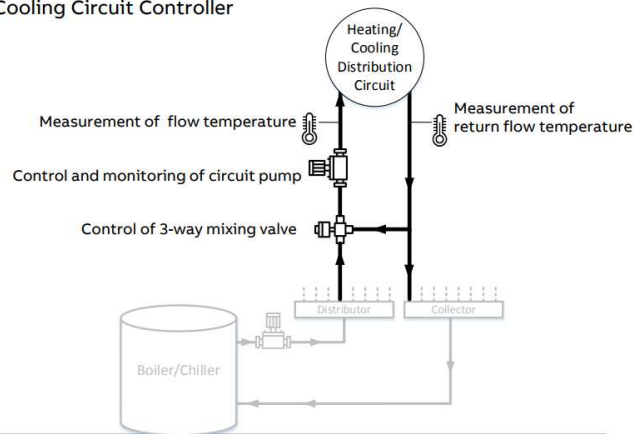 Cooling Circuit Controller
Heating/
Cooling
Distribution
Circuit
Measurement of flow temperature
Measurement of
return flow temperature
Control and monitoring of circuit pump
Control of 3-way mixing valve
Distributor
Collector
Boiler/Chiller